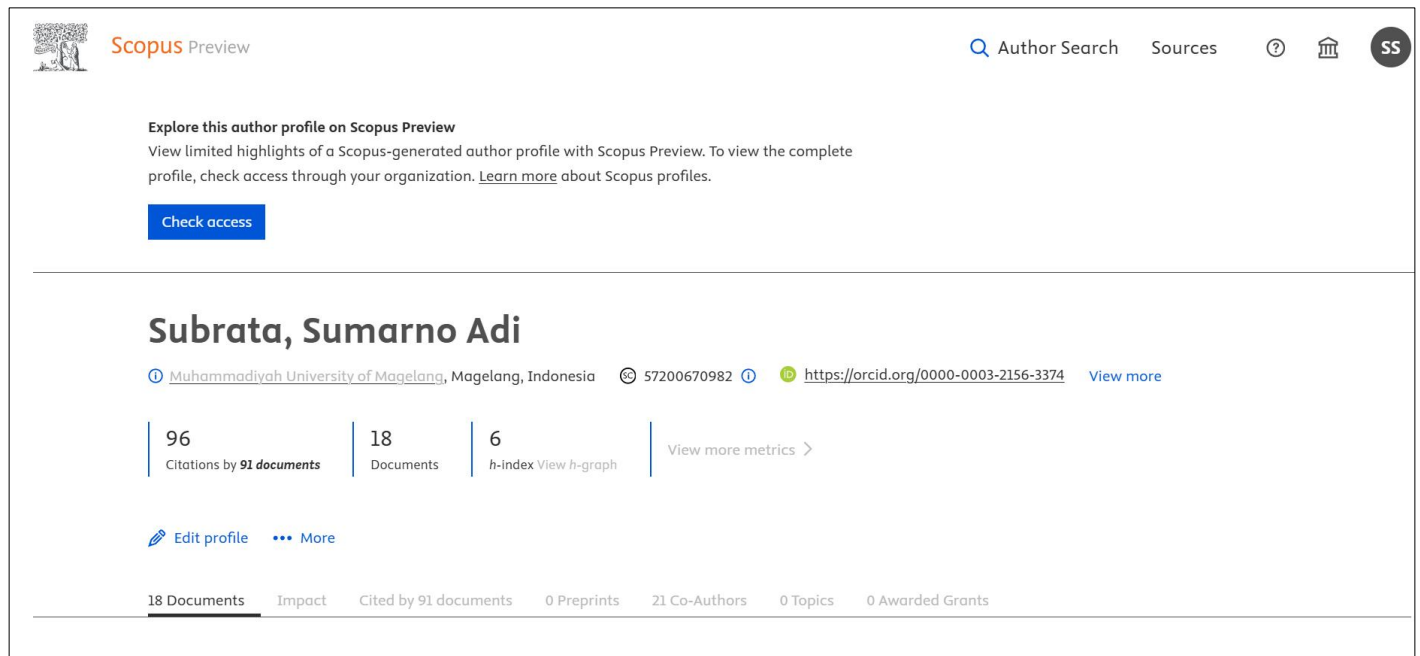 Scopus Preview
Author Search Sources SS
Explore this author profile on Scopus Preview
View limited highlights of a Scopus-generated author profile with Scopus Preview. To view the complete
profile, check access through your organization. Learn more about Scopus profiles.
Check access
Subrata, Sumarno Adi
Muhammadiyah University of Magelang, Magelang, Indonesia SC 57200670982 iD https://orcid.org/0000-0003-2156-3374 View more
96 18 6
Citations by 91 documents Documents h-index View h-graph View more metrics >
Edit profile ••• More
18 Documents Impact Cited by 91 documents 0 Preprints 21 Co-Authors 0 Topics 0 Awarded Grants